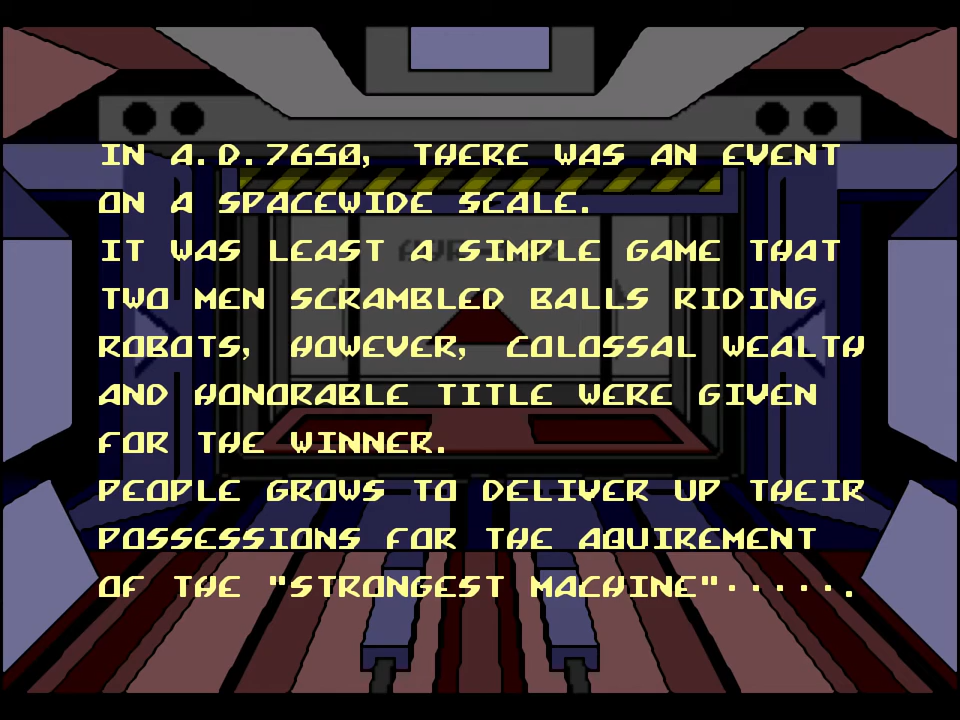 IN A.D.7650, THERE WAS AN EVENT
ON A SPACEWIDE SCALE.
IT WAS LEAST A SIMPLE GAME THAT
TWO MEN SCRAMBLED BALLS RIDING
ROBOTS, HOWEVER, COLOSSAL WEALTH
AND HONORABLE TITLE WERE GIVEN
FOR THE WINNER.
PEOPLE GROWS TO DELIVER UP THEIR
POSSESSIONS FOR THE AQUIREMENT
OF THE "STRONGEST MACHINE"·····.